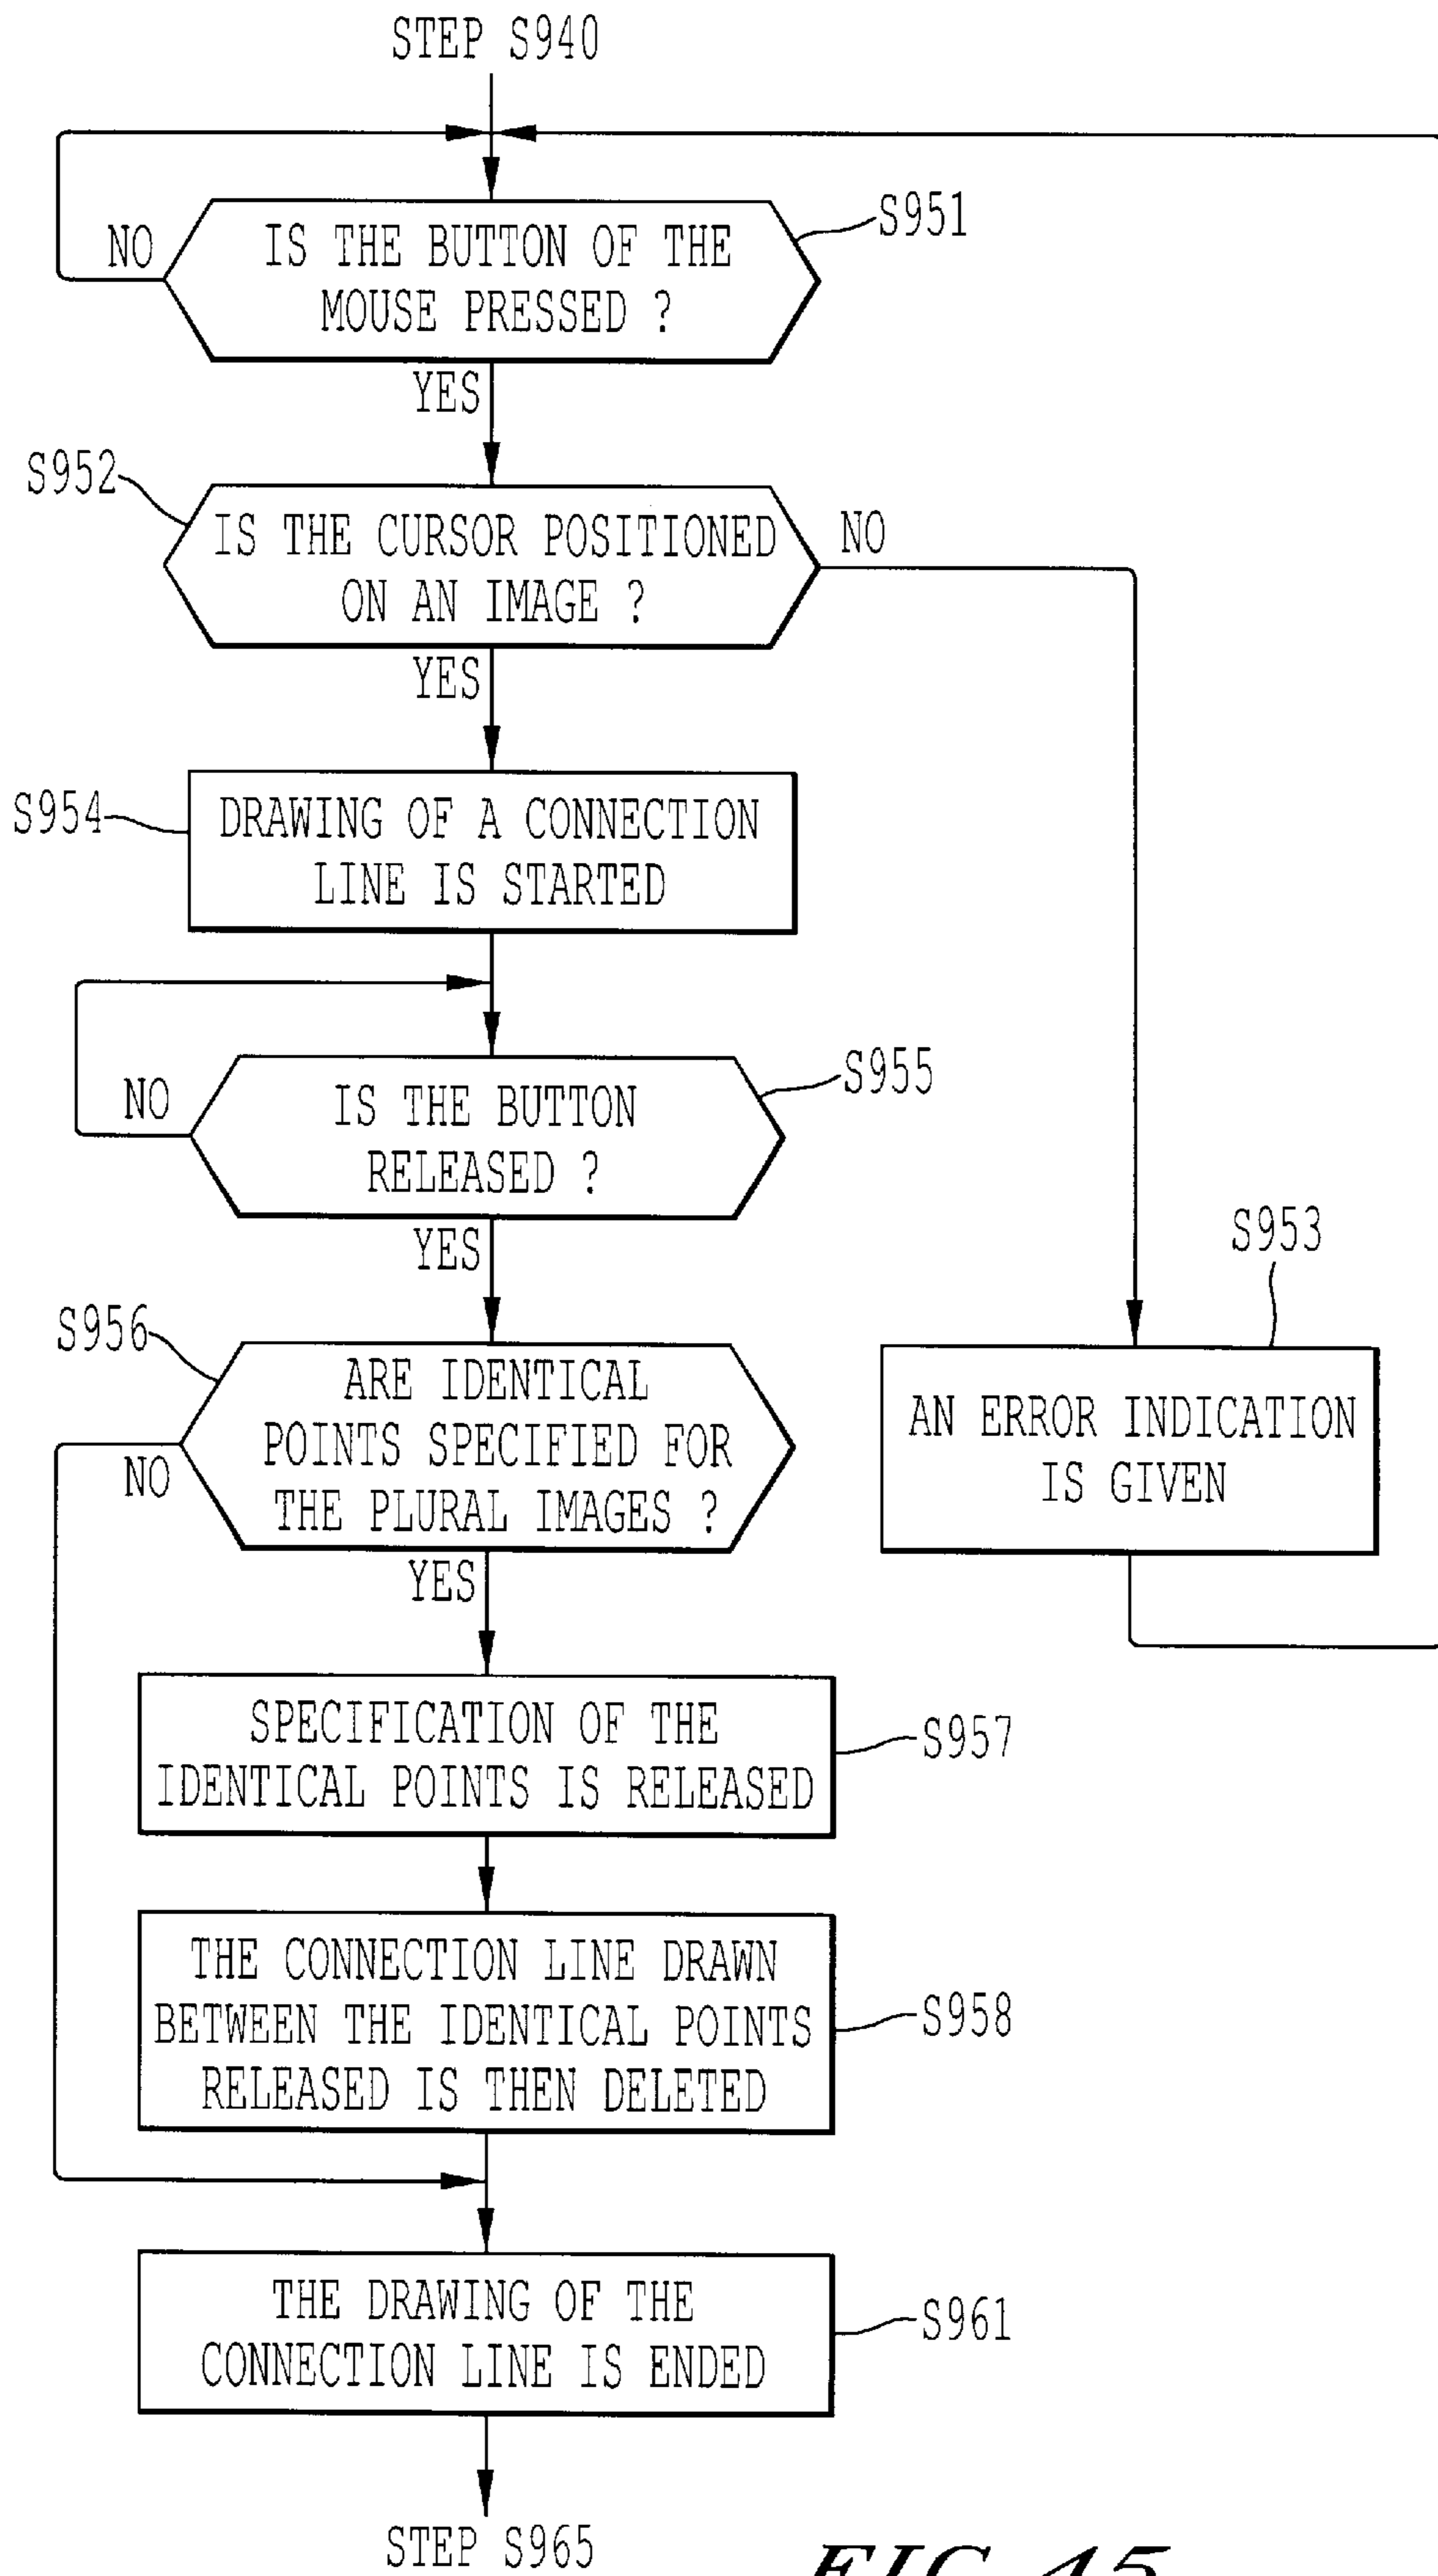 STEP S940
S951
NO
IS THE BUTTON OF THE
MOUSE PRESSED ?
YES
S952
IS THE CURSOR POSITIONED
ON AN IMAGE ?
NO
YES
S954
DRAWING OF A CONNECTION
LINE IS STARTED
S955
NO
IS THE BUTTON
RELEASED ?
YES
S953
S956
ARE IDENTICAL
POINTS SPECIFIED FOR
THE PLURAL IMAGES ?
NO
AN ERROR INDICATION
IS GIVEN
YES
SPECIFICATION OF THE
IDENTICAL POINTS IS RELEASED
S957
THE CONNECTION LINE DRAWN
BETWEEN THE IDENTICAL POINTS
RELEASED IS THEN DELETED
S958
THE DRAWING OF THE
CONNECTION LINE IS ENDED
S961
STEP S965
FIG. 45